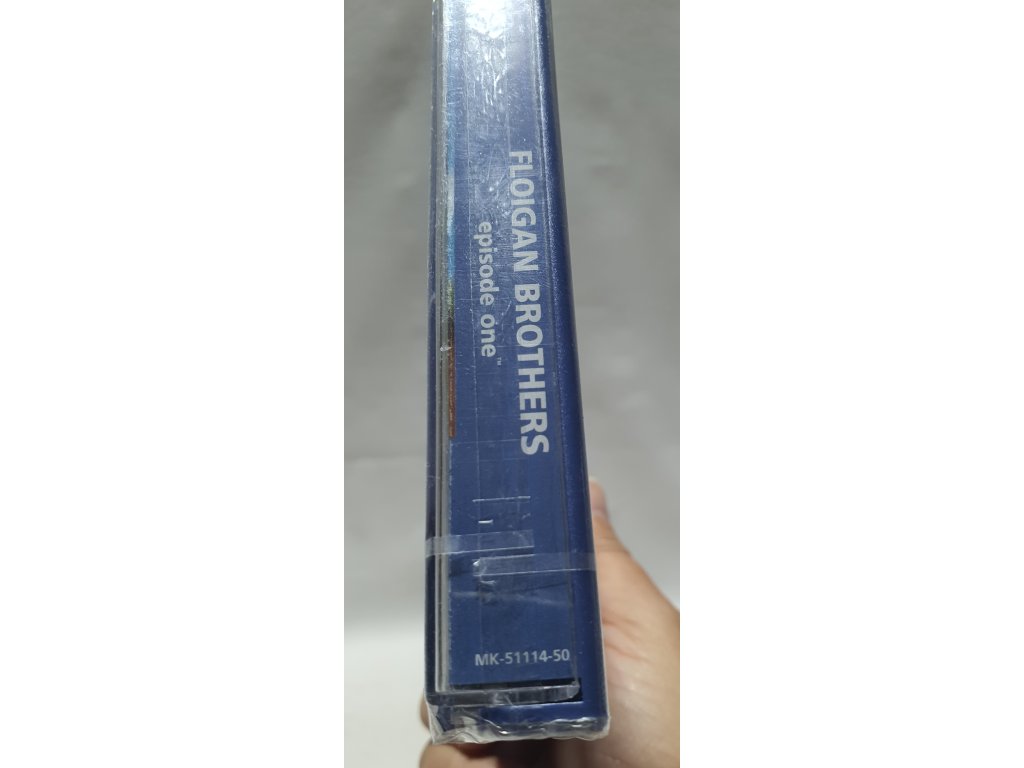 FLOIGAN BROTHERS
episode one™
MK-51114-50